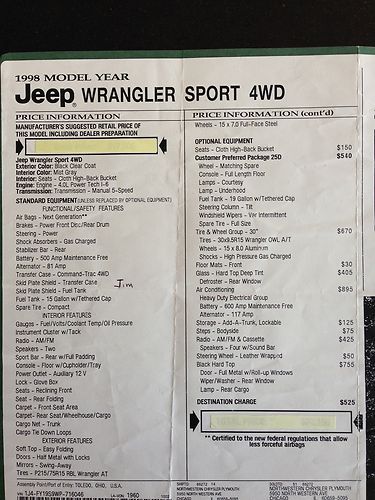 1998 MODEL YEAR
Jeep® WRANGLER SPORT 4WD
PRICE INFORMATION
MANUFACTURER'S SUGGESTED RETAIL PRICE OF
THIS MODEL INCLUDING DEALER PREPARATION
Jeep Wrangler Sport 4WD
Exterior Color: Black Clear Coat
Interior Color: Mist Gray
Interior: Seats - Cloth High-Back Bucket
Engine: Engine - 4.0L Power Tech I-6
Transmission: Transmission - Manual 5-Speed
STANDARD EQUIPMENT (UNLESS REPLACED BY OPTIONAL EQUIPMENT)
FUNCTIONAL/SAFETY FEATURES
Air Bags - Next Generation**
Brakes - Power Front Disc/Rear Drum
Steering - Power
Shock Absorbers - Gas Charged
Stabilizer Bar - Rear
Battery - 500 Amp Maintenance Free
Alternator - 81 Amp
Transfer Case - Command-Trac 4WD
Skid Plate Shield - Transfer Case
Jim
Skid Plate Shield - Fuel Tank
Fuel Tank - 15 Gallon w/Tethered Cap
Spare Tire - Compact
INTERIOR FEATURES
Gauges - Fuel/Volts/Coolant Temp/Oil Pressure
Instrument Cluster w/Tack
Radio - AM/FM
Speakers - Two
Sport Bar - Rear w/Full Padding
Console - Floor w/Cupholder/Tray
Power Outlet - Auxiliary 12 V
Lock - Glove Box
Seats - Reclining Front
Seat - Rear Folding
Carpet - Front Seat Area
Carpet - Rear Seat/Wheelhouse/Cargo
Cargo Net - Trunk
Cargo Tie Down Loops
EXTERIOR FEATURES
Soft Top - Easy Folding
Doors - Half Metal with Locks
Mirrors - Swing-Away
Tires - P215/75R15 RBL Wrangler AT
Assembly Point/Port of Entry: TOLEDO, OHIO, U.S.A.
PRICE INFORMATION (cont'd)
Wheels - 15 x 7.0 Full-Face Steel
OPTIONAL EQUIPMENT
Seats - Cloth High-Back Bucket $150
Customer Preferred Package 25D $540
Wheel - Matching Spare
Console - Full Length Floor
Lamps - Courtesy
Lamp - Underhood
Fuel Tank - 19 Gallon w/Tethered Cap
Steering Column - Tilt
Windshield Wipers - Var Intermittent
Spare Tire - Full Size
Tire & Wheel Group - 30" $670
Tires - 30x9.5R15 Wrangler OWL A/T
Wheels - 15 x 8.0 Aluminum
Shocks - High Pressure Gas Charged
Floor Mats - Front $30
Glass - Hard Top Deep Tint $405
Defroster - Rear Window
Air Conditioning $895
Heavy Duty Electrical Group
Battery - 600 Amp Maintenance Free
Alternator - 117 Amp
Storage - Add-A-Trunk, Lockable $125
Steps - Bodyside $75
Radio - AM/FM & Cassette $425
Speakers - Four w/Sound Bar
Steering Wheel - Leather Wrapped $50
Black Hard Top $755
Door - Full Metal w/Roll-up Windows
Wiper/Washer - Rear Window
Lamp - Rear Cargo
DESTINATION CHARGE $525
** Certified to the new federal regulations that allow
less forceful airbags
NORTHWESTERN CHRYSLER PLYMOUTH